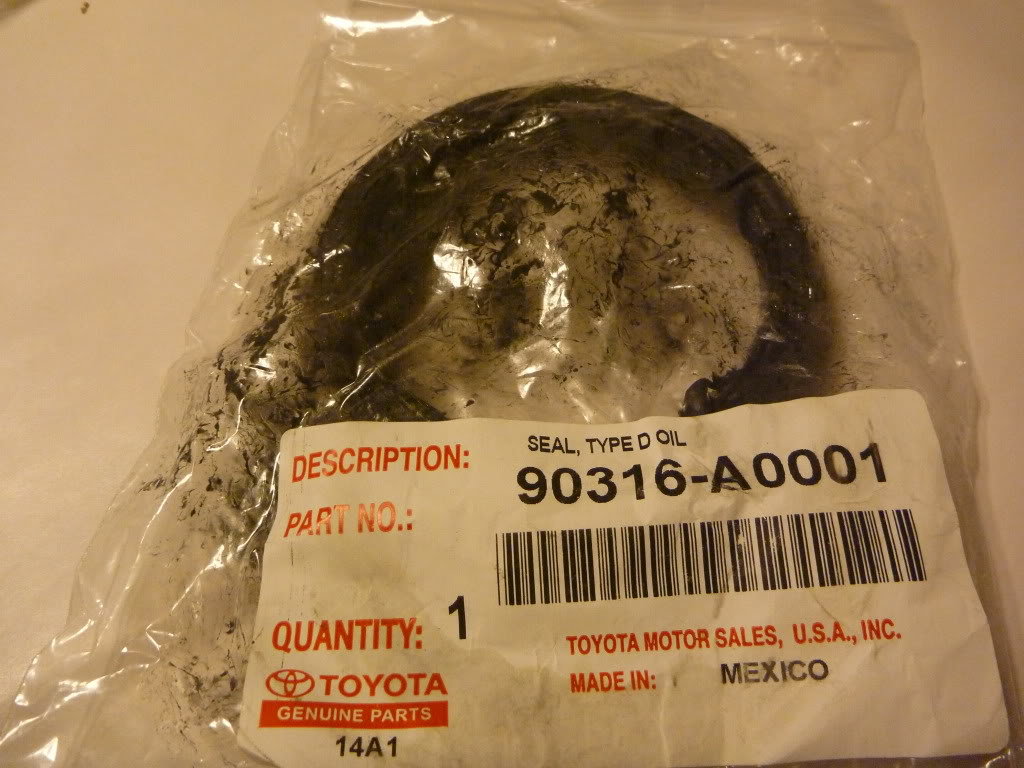 DESCRIPTION: SEAL, TYPE D OIL
PART NO.: 90316-A0001
QUANTITY: 1
TOYOTA MOTOR SALES, U.S.A., INC.
MADE IN: MEXICO
TOYOTA
GENUINE PARTS
14A1